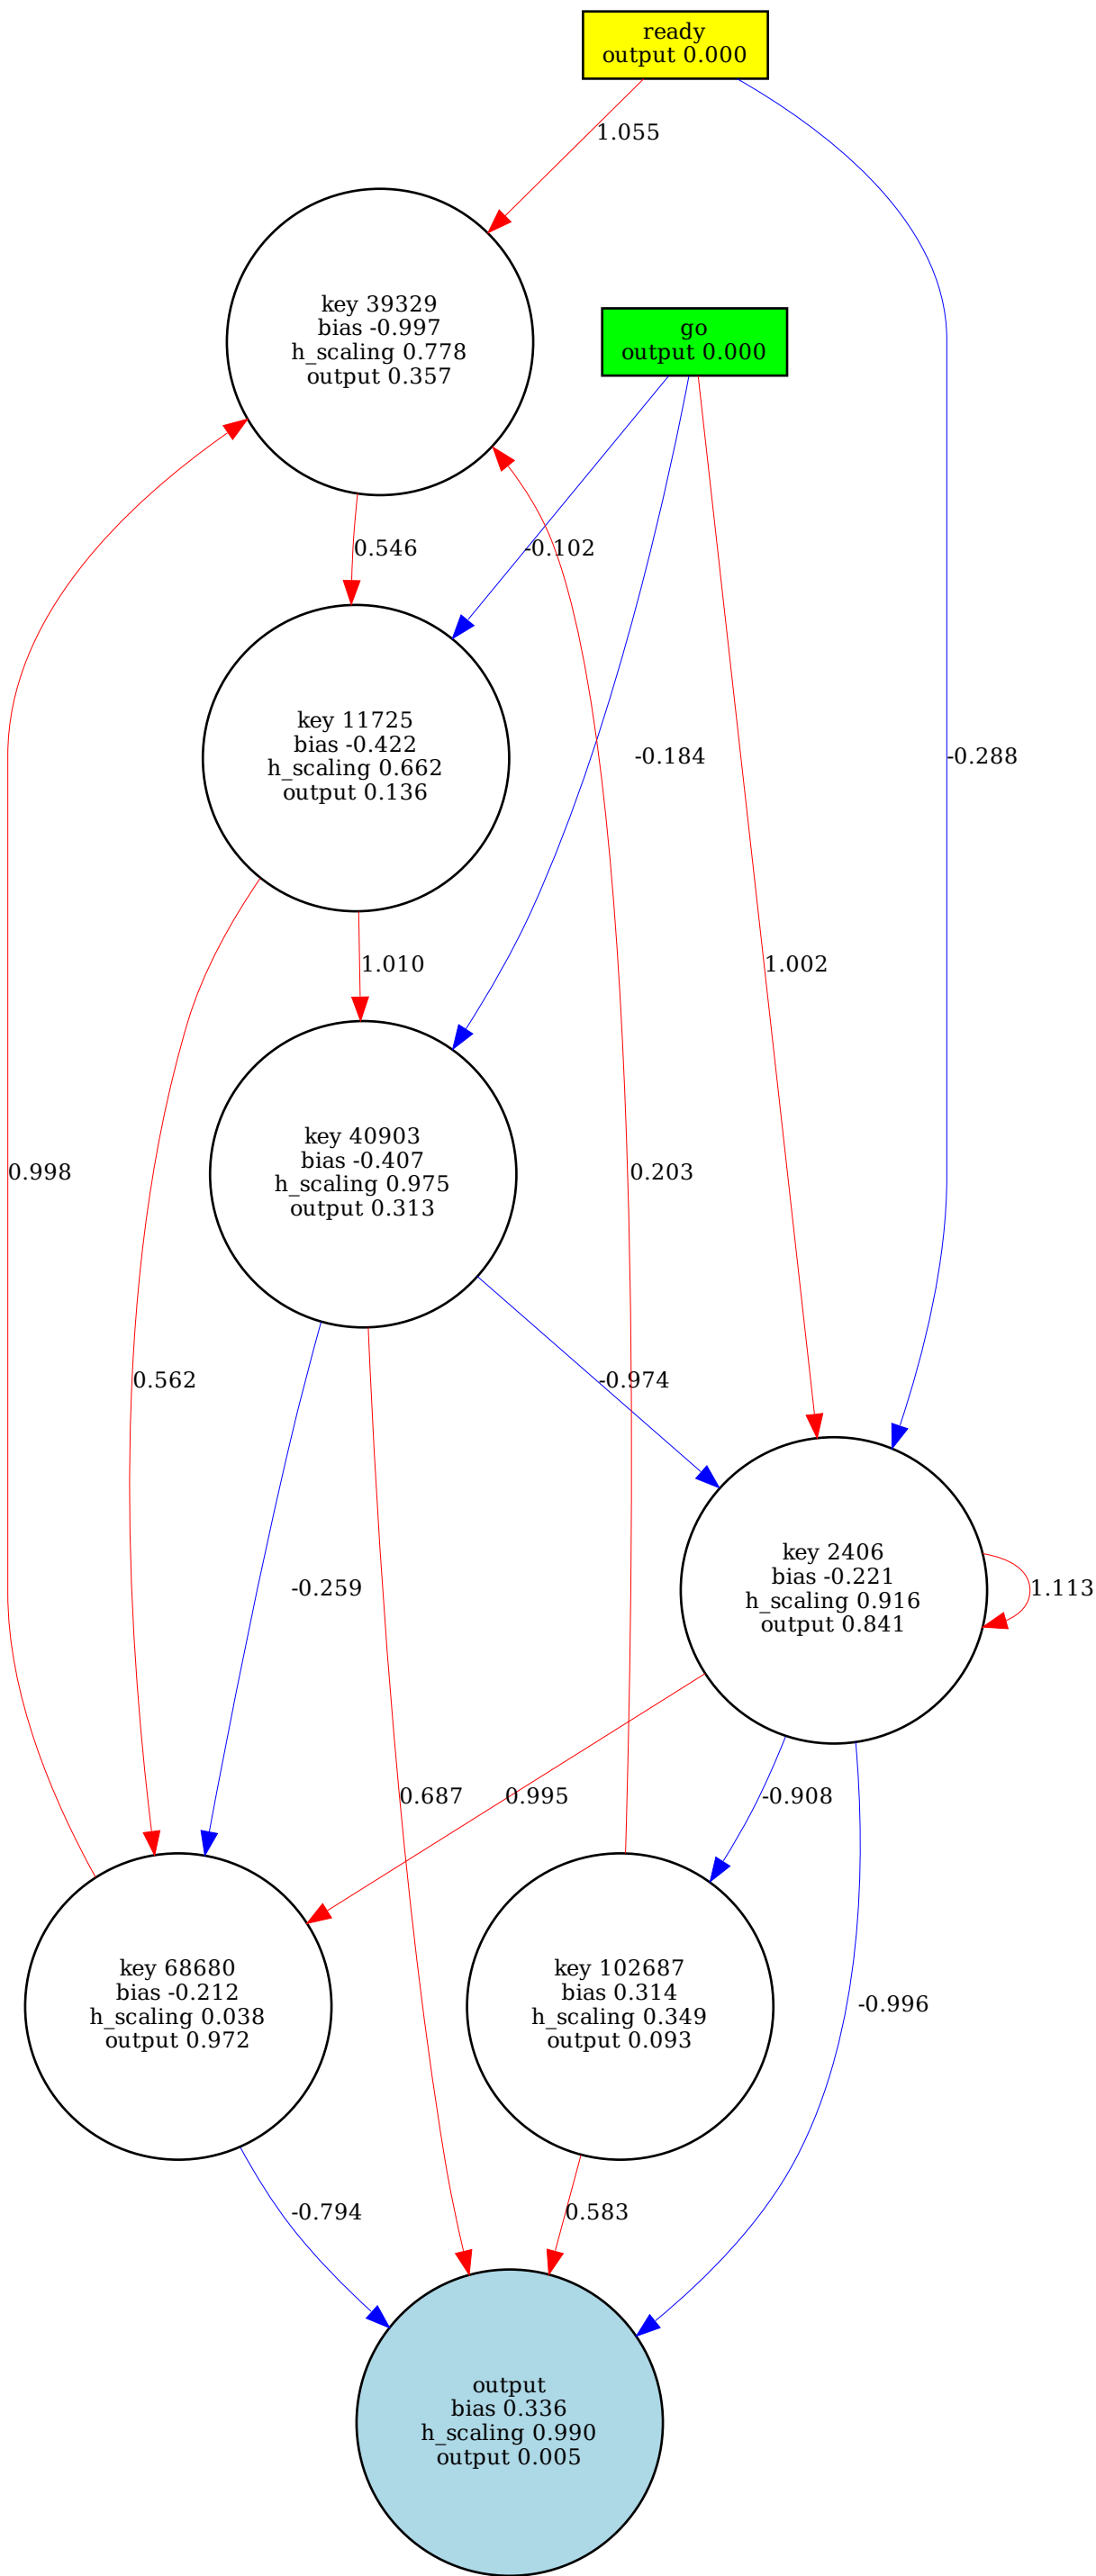 ready
output 0.000
1.055
key 39329
bias -0.997
h_scaling 0.778
output 0.357
go
output 0.000
0.546
-0.102
key 11725
bias -0.422
h_scaling 0.662
output 0.136
-0.184
-0.288
1.010
1.002
key 40903
bias -0.407
h_scaling 0.975
output 0.313
0.998
0.203
0.562
-0.974
key 2406
bias -0.221
h_scaling 0.916
output 0.841
-0.259
1.113
0.687
0.995
-0.908
key 68680
bias -0.212
h_scaling 0.038
output 0.972
key 102687
bias 0.314
h_scaling 0.349
output 0.093
-0.996
-0.794
0.583
output
bias 0.336
h_scaling 0.990
output 0.005